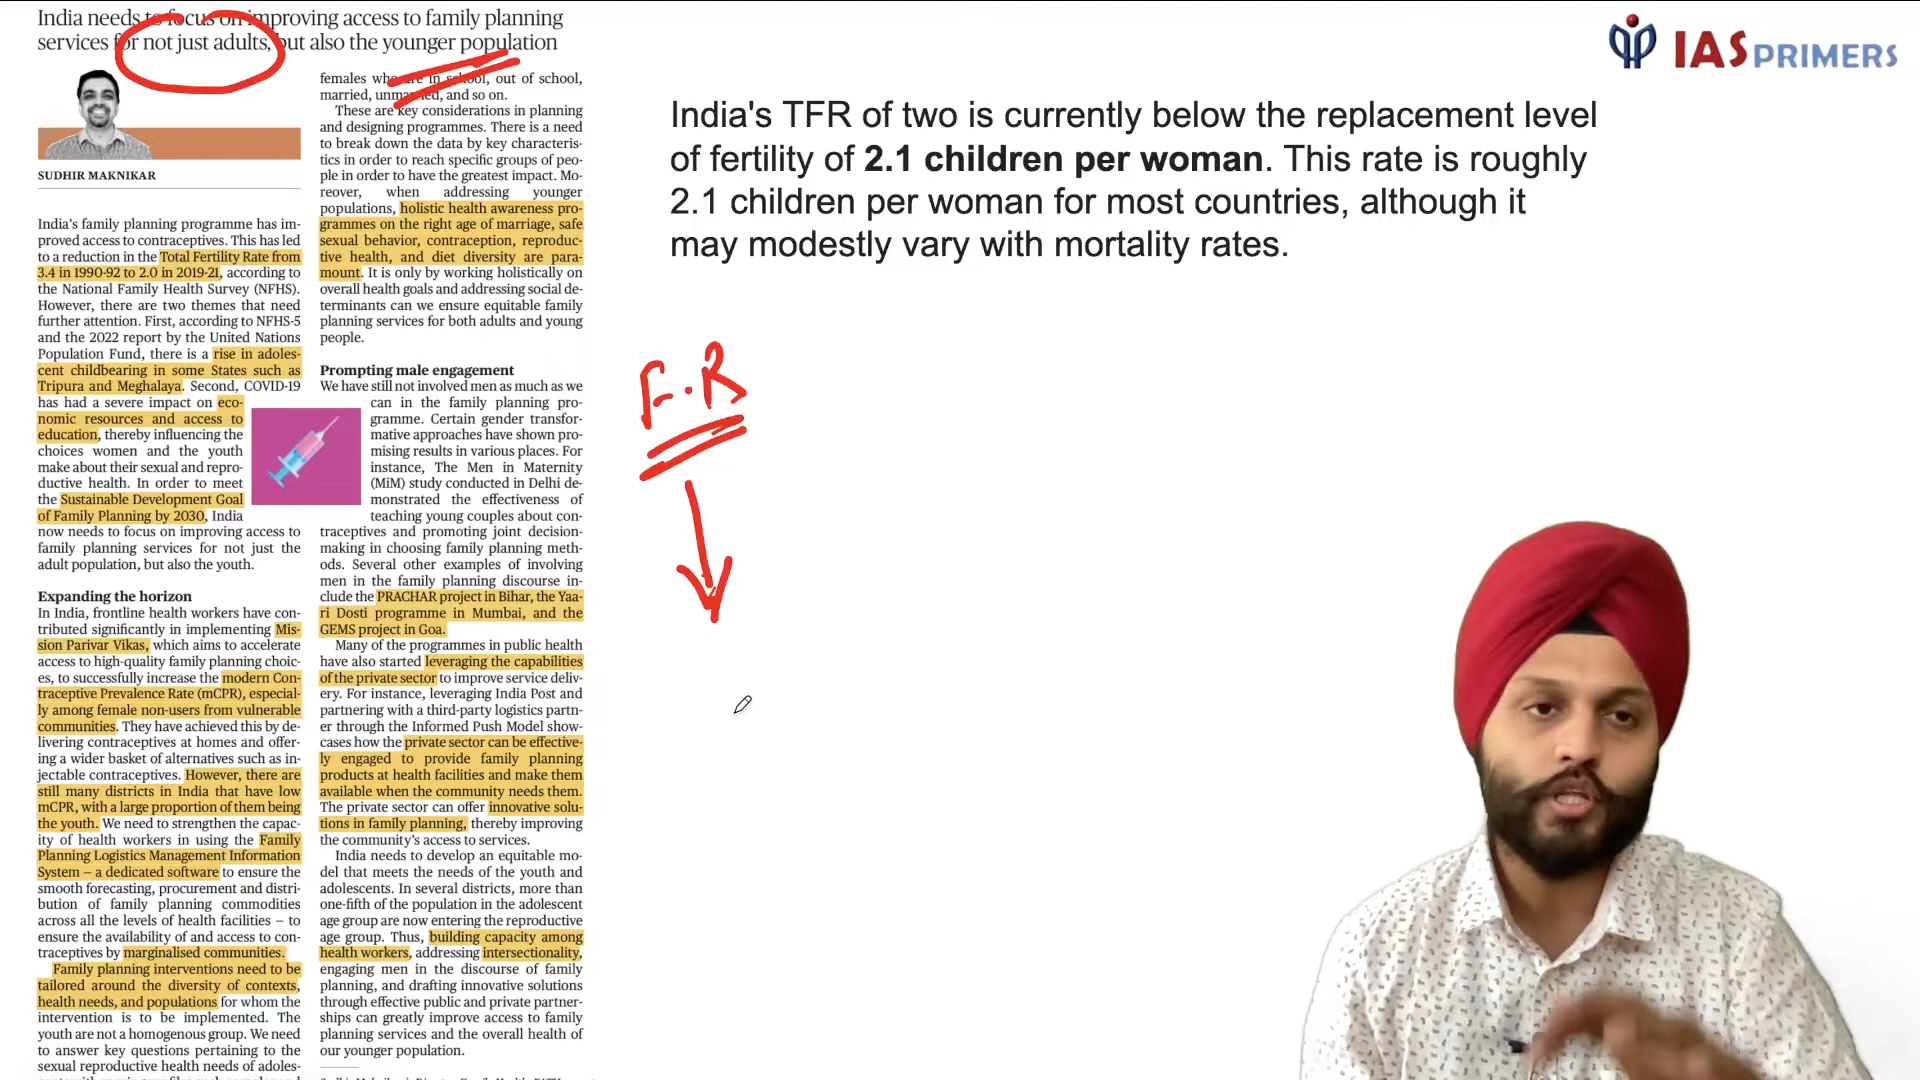 India needs to focus on improving access to family planning
services for not just adults, but also the younger population
SUDHIR MAKNIKAR
India's family planning programme has im-
proved access to contraceptives. This has led
to a reduction in the Total Fertility Rate from
3.4 in 1990-92 to 2.0 in 2019-21, according to
the National Family Health Survey (NFHS).
However, there are two themes that need
further attention. First, according to NFHS-5
and the 2022 report by the United Nations
Population Fund, there is a rise in adoles-
cent childbearing in some States such as
Tripura and Meghalaya. Second, COVID-19
has had a severe impact on eco-
nomic resources and access to
education, thereby influencing the
choices women and the youth
make about their sexual and repro-
ductive health. In order to meet
the Sustainable Development Goal
of Family Planning by 2030, India
now needs to focus on improving access to
family planning services for not just the
adult population, but also the youth.
Expanding the horizon
In India, frontline health workers have con-
tributed significantly in implementing Mis-
sion Parivar Vikas, which aims to accelerate
access to high-quality family planning choic-
es, to successfully increase the modern Con-
traceptive Prevalence Rate (mCPR), especial-
ly among female non-users from vulnerable
communities. They have achieved this by de-
livering contraceptives at homes and offer-
ing a wider basket of alternatives such as in-
jectable contraceptives. However, there are
still many districts in India that have low
mCPR, with a large proportion of them being
the youth. We need to strengthen the capac-
ity of health workers in using the Family
Planning Logistics Management Information
System – a dedicated software to ensure the
smooth forecasting, procurement and distri-
bution of family planning commodities
across all the levels of health facilities – to
ensure the availability of and access to con-
traceptives by marginalised communities.
Family planning interventions need to be
tailored around the diversity of contexts,
health needs, and populations for whom the
intervention is to be implemented. The
youth are not a homogenous group. We need
to answer key questions pertaining to the
sexual reproductive health needs of adoles-
females who are in school, out of school,
married, unmarried, and so on.
These are key considerations in planning
and designing programmes. There is a need
to break down the data by key characteris-
tics in order to reach specific groups of peo-
ple in order to have the greatest impact. Mo-
reover, when addressing younger
populations, holistic health awareness pro-
grammes on the right age of marriage, safe
sexual behavior, contraception, reproduc-
tive health, and diet diversity are para-
mount. It is only by working holistically on
overall health goals and addressing social de-
terminants can we ensure equitable family
planning services for both adults and young
people.
Prompting male engagement
We have still not involved men as much as we
can in the family planning pro-
gramme. Certain gender transfor-
mative approaches have shown pro-
mising results in various places. For
instance, The Men in Maternity
(MiM) study conducted in Delhi de-
monstrated the effectiveness of
teaching young couples about con-
traceptives and promoting joint decision-
making in choosing family planning meth-
ods. Several other examples of involving
men in the family planning discourse in-
clude the PRACHAR project in Bihar, the Yaa-
ri Dosti programme in Mumbai, and the
GEMS project in Goa.
Many of the programmes in public health
have also started leveraging the capabilities
of the private sector to improve service deliv-
ery. For instance, leveraging India Post and
partnering with a third-party logistics partn-
er through the Informed Push Model show-
cases how the private sector can be effective-
ly engaged to provide family planning
products at health facilities and make them
available when the community needs them.
The private sector can offer innovative solu-
tions in family planning, thereby improving
the community's access to services.
India needs to develop an equitable mo-
del that meets the needs of the youth and
adolescents. In several districts, more than
one-fifth of the population in the adolescent
age group are now entering the reproductive
age group. Thus, building capacity among
health workers, addressing intersectionality,
engaging men in the discourse of family
planning, and drafting innovative solutions
through effective public and private partner-
ships can greatly improve access to family
planning services and the overall health of
our younger population.
IAS PRIMERS
India's TFR of two is currently below the replacement level
of fertility of 2.1 children per woman. This rate is roughly
2.1 children per woman for most countries, although it
may modestly vary with mortality rates.
F.R